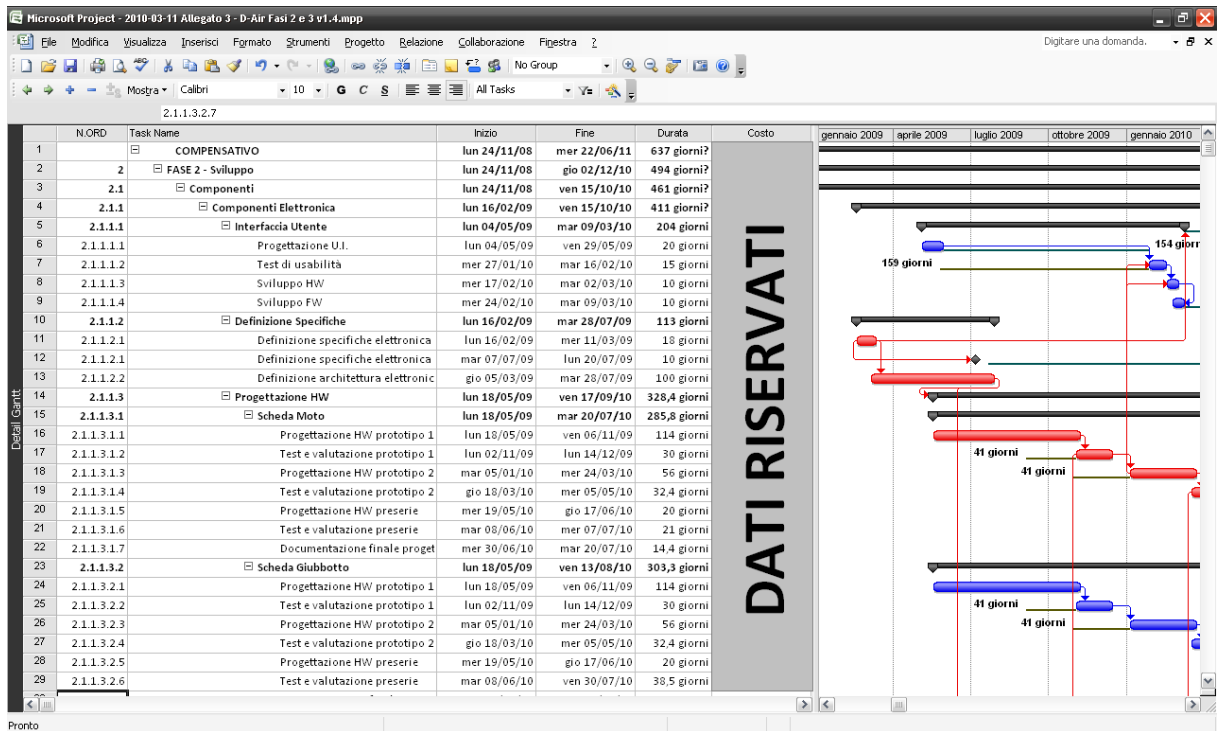 Microsoft Project - 2010-03-11 Allegato 3 - D-Air Fasi 2 e 3 v1.4.mpp
File Modifica Visualizza Inserisci Formato Strumenti Progetto Relazione Collaborazione Finestra ? Digitare una domanda.
No Group
Mostra Calibri 10 G C S All Tasks
2.1.1.3.2.7
N.ORD Task Name Inizio Fine Durata Costo gennaio 2009 aprile 2009 luglio 2009 ottobre 2009 gennaio 2010
1 COMPENSATIVO lun 24/11/08 mer 22/06/11 637 giorni?
2 2 FASE 2 - Sviluppo lun 24/11/08 gio 02/12/10 494 giorni?
3 2.1 Componenti lun 24/11/08 ven 15/10/10 461 giorni?
4 2.1.1 Componenti Elettronica lun 16/02/09 ven 15/10/10 411 giorni?
5 2.1.1.1 Interfaccia Utente lun 04/05/09 mar 09/03/10 204 giorni
6 2.1.1.1.1 Progettazione U.I. lun 04/05/09 ven 29/05/09 20 giorni 154 giorn
7 2.1.1.1.2 Test di usabilità mer 27/01/10 mar 16/02/10 15 giorni 159 giorni
8 2.1.1.1.3 Sviluppo HW mer 17/02/10 mar 02/03/10 10 giorni
9 2.1.1.1.4 Sviluppo FW mer 24/02/10 mar 09/03/10 10 giorni
10 2.1.1.2 Definizione Specifiche lun 16/02/09 mar 28/07/09 113 giorni
11 2.1.1.2.1 Definizione specifiche elettronica lun 16/02/09 mer 11/03/09 18 giorni
12 2.1.1.2.1 Definizione specifiche elettronica mar 07/07/09 lun 20/07/09 10 giorni
13 2.1.1.2.2 Definizione architettura elettronic gio 05/03/09 mar 28/07/09 100 giorni
14 2.1.1.3 Progettazione HW lun 18/05/09 ven 17/09/10 328,4 giorni
15 2.1.1.3.1 Scheda Moto lun 18/05/09 mar 20/07/10 285,8 giorni
16 2.1.1.3.1.1 Progettazione HW prototipo 1 lun 18/05/09 ven 06/11/09 114 giorni
17 2.1.1.3.1.2 Test e valutazione prototipo 1 lun 02/11/09 lun 14/12/09 30 giorni 41 giorni
18 2.1.1.3.1.3 Progettazione HW prototipo 2 mar 05/01/10 mer 24/03/10 56 giorni 41 giorni
19 2.1.1.3.1.4 Test e valutazione prototipo 2 gio 18/03/10 mer 05/05/10 32,4 giorni
20 2.1.1.3.1.5 Progettazione HW preserie mer 19/05/10 gio 17/06/10 20 giorni
21 2.1.1.3.1.6 Test e valutazione preserie mar 08/06/10 mer 07/07/10 21 giorni
22 2.1.1.3.1.7 Documentazione finale proget mer 30/06/10 mar 20/07/10 14,4 giorni
23 2.1.1.3.2 Scheda Giubbotto lun 18/05/09 ven 13/08/10 303,3 giorni
24 2.1.1.3.2.1 Progettazione HW prototipo 1 lun 18/05/09 ven 06/11/09 114 giorni
25 2.1.1.3.2.2 Test e valutazione prototipo 1 lun 02/11/09 lun 14/12/09 30 giorni 41 giorni
26 2.1.1.3.2.3 Progettazione HW prototipo 2 mar 05/01/10 mer 24/03/10 56 giorni 41 giorni
27 2.1.1.3.2.4 Test e valutazione prototipo 2 gio 18/03/10 mer 05/05/10 32,4 giorni
28 2.1.1.3.2.5 Progettazione HW preserie mer 19/05/10 gio 17/06/10 20 giorni
29 2.1.1.3.2.6 Test e valutazione preserie mar 08/06/10 ven 30/07/10 38,5 giorni
DATI RISERVATI
Detail Gantt
Pronto